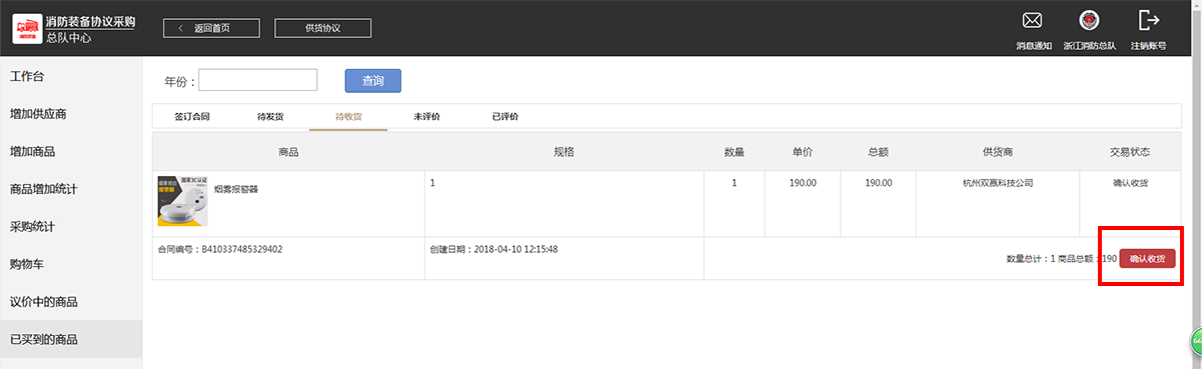 消防装备协议采购
总队中心
返回首页
供货协议
消息通知
浙江消防总队
注销账号
工作台
增加供应商
增加商品
商品增加统计
采购统计
购物车
议价中的商品
已买到的商品
年份：
查询
签订合同 待发货 待收货 未评价 已评价
商品 规格 数量 单价 总额 供货商 交易状态
国家3C认证
烟雾报警器 1 1 190.00 190.00 杭州双赢科技公司 确认收货
合同编号：B410337485329402 创建日期：2018-04-10 12:15:48
数量总计：1 商品总额：190 确认收货